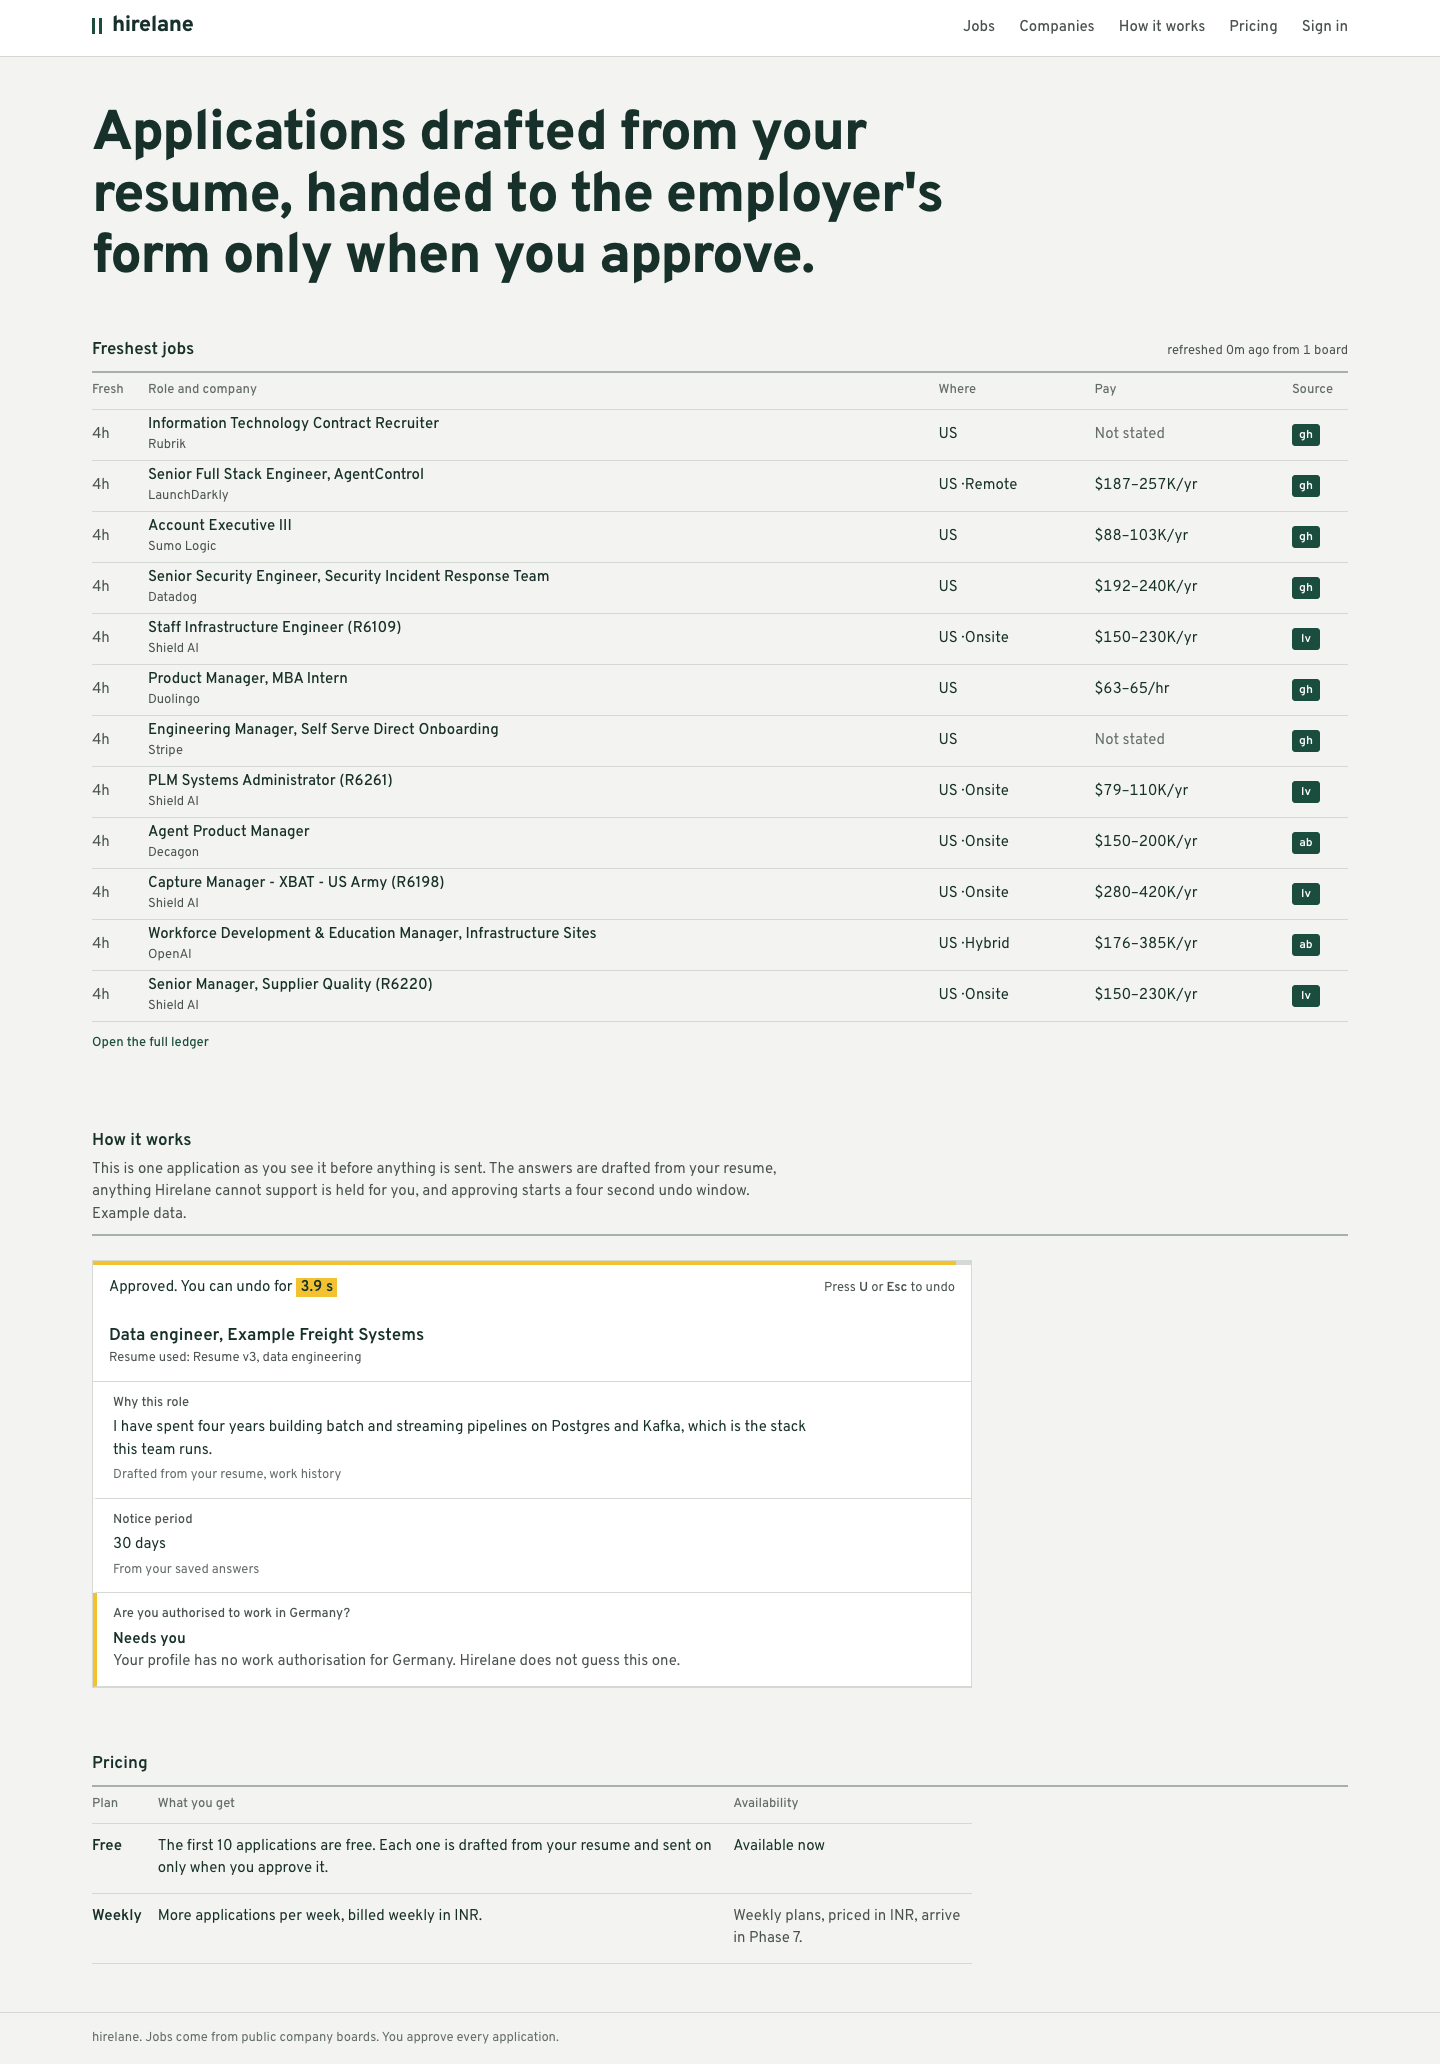 hirelane
Jobs Companies How it works Pricing Sign in
Applications drafted from your
resume, handed to the employer's
form only when you approve.
Freshest jobs
refreshed 0m ago from 1 board
Fresh Role and company Where Pay Source
Information Technology Contract Recruiter
4h US Not stated gh
Rubrik
Senior Full Stack Engineer, AgentControl
4h US ·Remote $187–257K/yr gh
LaunchDarkly
Account Executive III
4h US $88–103K/yr gh
Sumo Logic
Senior Security Engineer, Security Incident Response Team
4h US $192–240K/yr gh
Datadog
Staff Infrastructure Engineer (R6109)
4h US ·Onsite $150–230K/yr lv
Shield AI
Product Manager, MBA Intern
4h US $63–65/hr gh
Duolingo
Engineering Manager, Self Serve Direct Onboarding
4h US Not stated gh
Stripe
PLM Systems Administrator (R6261)
4h US ·Onsite $79–110K/yr lv
Shield AI
Agent Product Manager
4h US ·Onsite $150–200K/yr ab
Decagon
Capture Manager - XBAT - US Army (R6198)
4h US ·Onsite $280–420K/yr lv
Shield AI
Workforce Development & Education Manager, Infrastructure Sites
4h US ·Hybrid $176–385K/yr ab
OpenAI
Senior Manager, Supplier Quality (R6220)
4h US ·Onsite $150–230K/yr lv
Shield AI
Open the full ledger
How it works
This is one application as you see it before anything is sent. The answers are drafted from your resume,
anything Hirelane cannot support is held for you, and approving starts a four second undo window.
Example data.
Approved. You can undo for 3.9 s
Press U or Esc to undo
Data engineer, Example Freight Systems
Resume used: Resume v3, data engineering
Why this role
I have spent four years building batch and streaming pipelines on Postgres and Kafka, which is the stack
this team runs.
Drafted from your resume, work history
Notice period
30 days
From your saved answers
Are you authorised to work in Germany?
Needs you
Your profile has no work authorisation for Germany. Hirelane does not guess this one.
Pricing
Plan What you get Availability
Free The first 10 applications are free. Each one is drafted from your resume and sent on Available now
only when you approve it.
Weekly More applications per week, billed weekly in INR. Weekly plans, priced in INR, arrive
in Phase 7.
hirelane. Jobs come from public company boards. You approve every application.